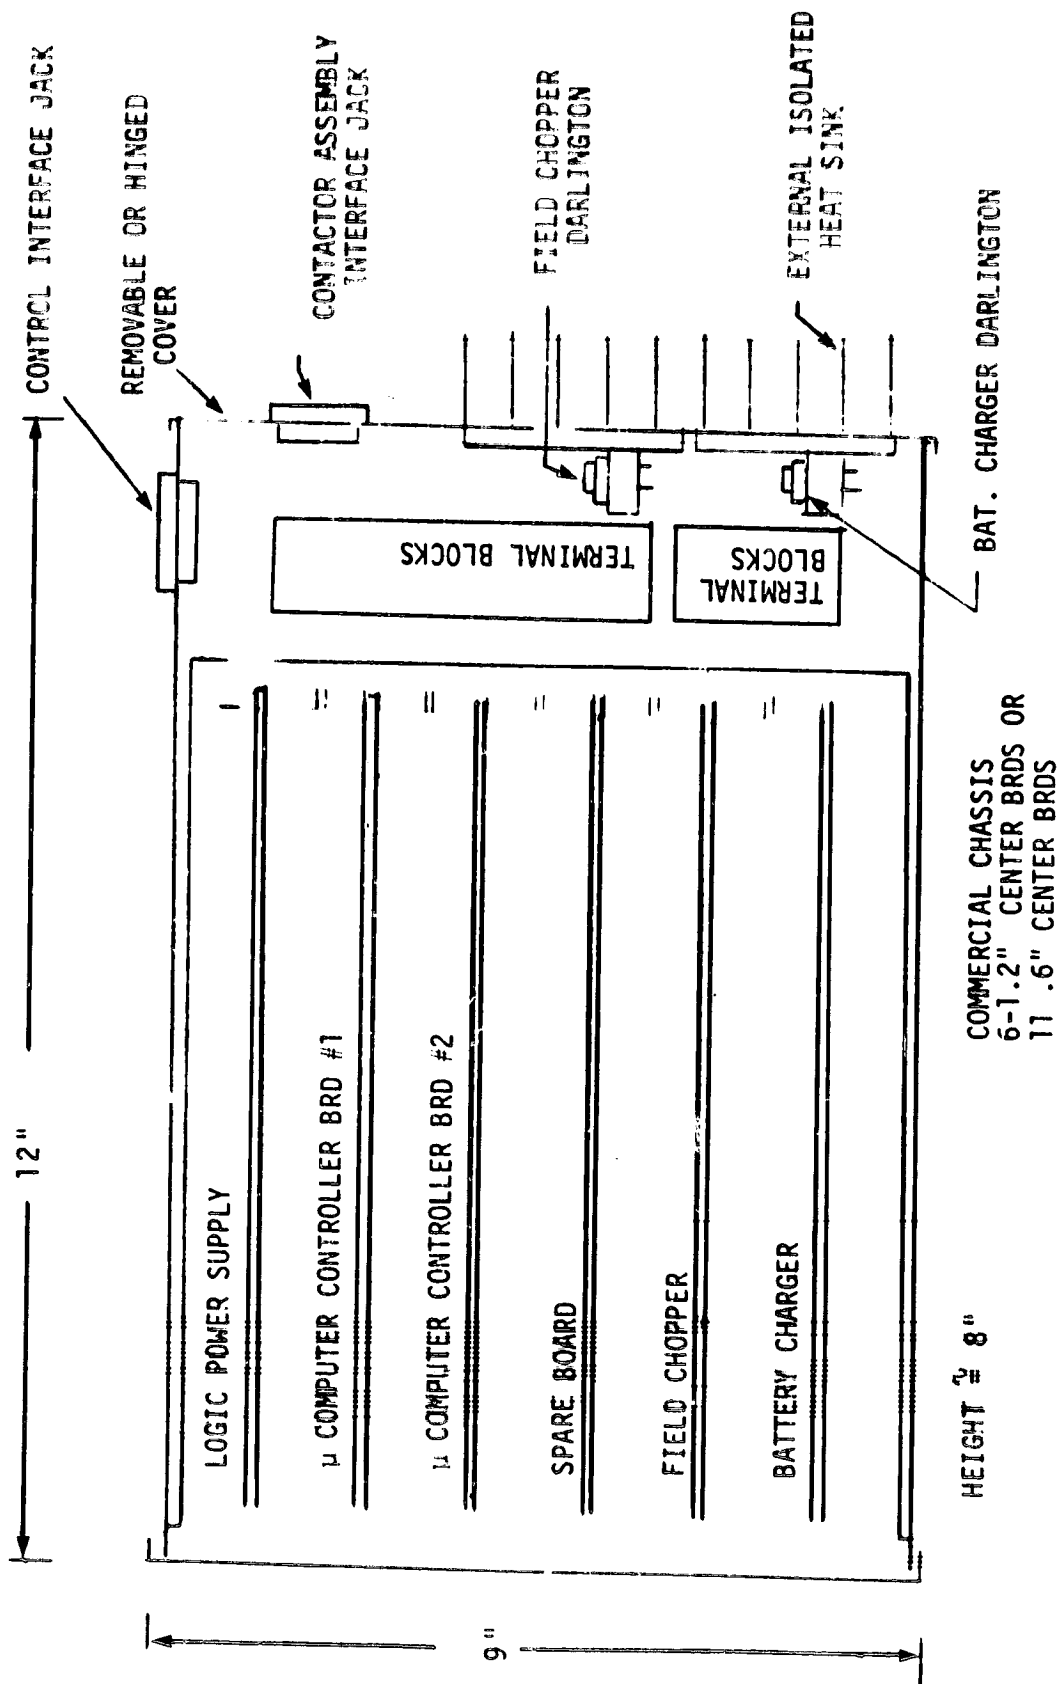 12"
CONTROL INTERFACE JACK
REMOVABLE OR HINGED
COVER
CONTACTOR ASSEMBLY
INTERFACE JACK
FIELD CHOPPER
DARLINGTON
EXTERNAL ISOLATED
HEAT SINK
BAT. CHARGER DARLINGTON
TERMINAL BLOCKS
TERMINAL
BLOCKS
9"
LOGIC POWER SUPPLY
μ COMPUTER CONTROLLER BRD #1
μ COMPUTER CONTROLLER BRD #2
SPARE BOARD
FIELD CHOPPER
BATTERY CHARGER
HEIGHT ≅ 8"
COMMERCIAL CHASSIS
6-1.2" CENTER BRDS OR
11 .6" CENTER BRDS